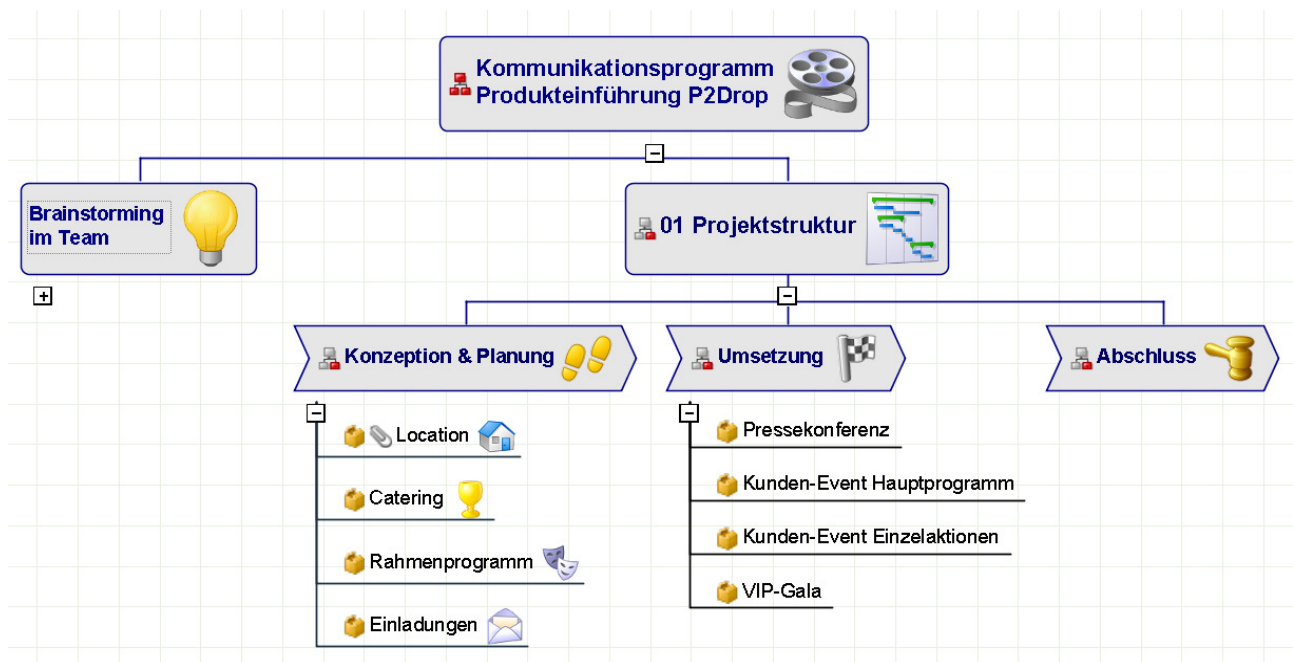 Kommunikationsprogramm
Produkteinführung P2Drop
Brainstorming
im Team
01 Projektstruktur
Konzeption & Planung
Umsetzung
Abschluss
Location
Catering
Rahmenprogramm
Einladungen
Pressekonferenz
Kunden-Event Hauptprogramm
Kunden-Event Einzelaktionen
VIP-Gala